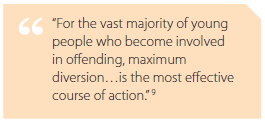 “For the vast majority of young
people who become involved
in offending, maximum
diversion…is the most effective
course of action.” 9